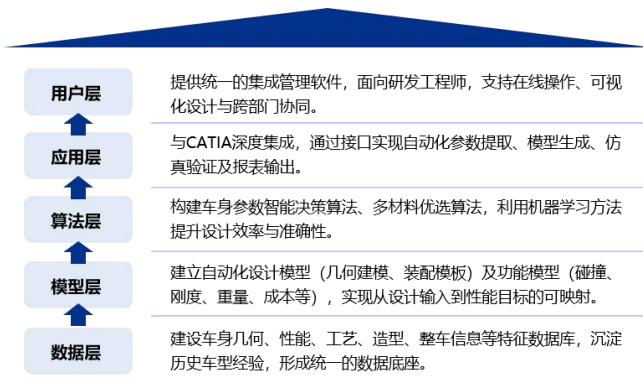 用户层
提供统一的集成管理软件，面向研发工程师，支持在线操作、可视
化设计与跨部门协同。
应用层
与CATIA深度集成，通过接口实现自动化参数提取、模型生成、仿
真验证及报表输出。
算法层
构建车身参数智能决策算法、多材料优选算法，利用机器学习方法
提升设计效率与准确性。
模型层
建立自动化设计模型（几何建模、装配模板）及功能模型（碰撞、
刚度、重量、成本等），实现从设计输入到性能目标的可映射。
数据层
建设车身几何、性能、工艺、造型、整车信息等特征数据库，沉淀
历史车型经验，形成统一的数据底座。